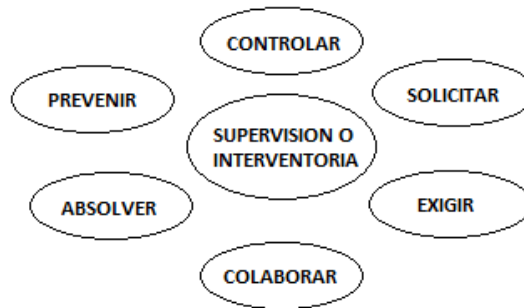 CONTROLAR
PREVENIR
SOLICITAR
SUPERVISION O
INTERVENTORIA
ABSOLVER
EXIGIR
COLABORAR